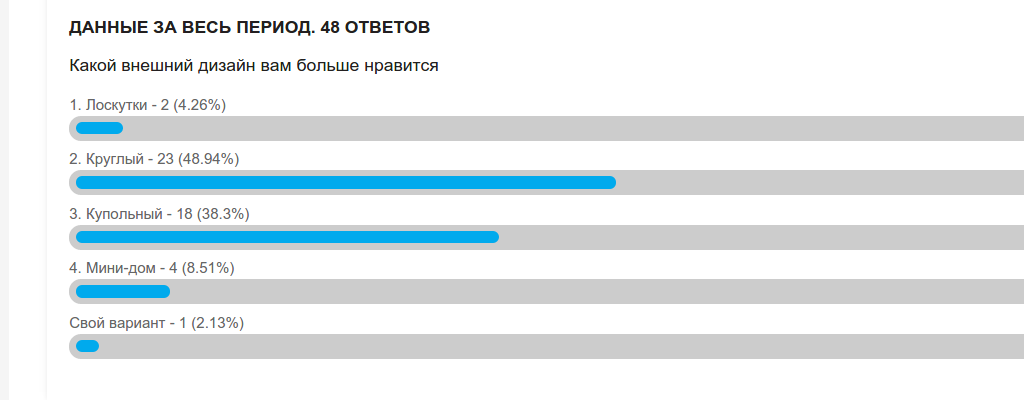 ДАННЫЕ ЗА ВЕСЬ ПЕРИОД. 48 ОТВЕТОВ
Какой внешний дизайн вам больше нравится
1. Лоскутки - 2 (4.26%)
2. Круглый - 23 (48.94%)
3. Купольный - 18 (38.3%)
4. Мини-дом - 4 (8.51%)
Свой вариант - 1 (2.13%)